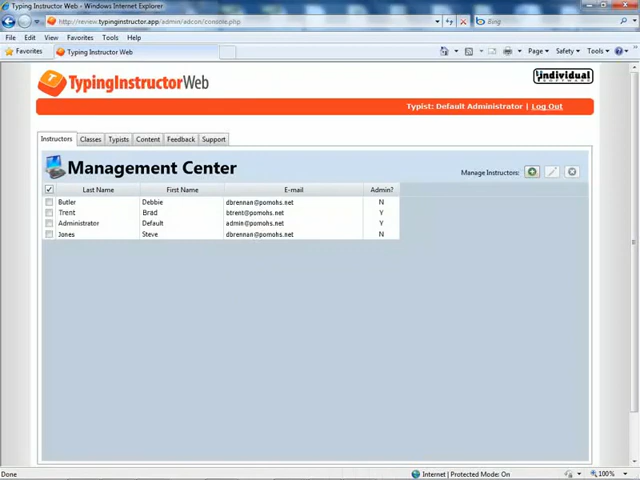 Typing Instructor Web - Windows Internet Explorer
http://review.typinginstructor.app/admin/adcon/console.php
Bing
File Edit View Favorites Tools Help
Favorites Typing Instructor Web
Page Safety Tools
TypingInstructorWeb
individual
SOFTWARE
Typist: Default Administrator | Log Out
Instructors Classes Typists Content Feedback Support
Management Center
Manage Instructors:
Last Name First Name E-mail Admin?
Butler Debbie dbrennan@pomohs.net N
Trent Brad btrent@pomohs.net Y
Administrator Default admin@pomohs.net Y
Jones Steve dbrennan@pomohs.net N
Done Internet | Protected Mode: On 100%